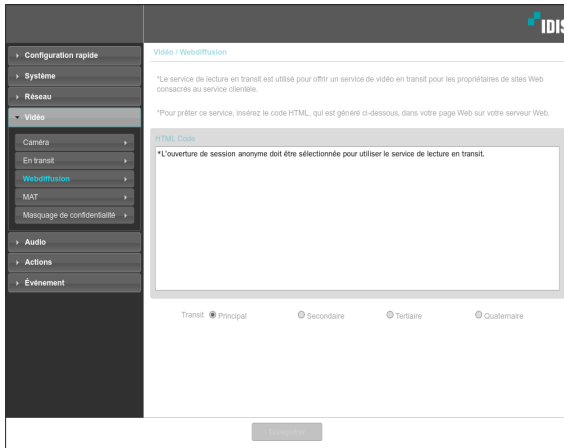 IDIS
Configuration rapide
Système
Réseau
Vidéo
Caméra
En transit
Webdiffusion
MAT
Masquage de confidentialité
Audio
Actions
Événement
Vidéo / Webdiffusion
*Le service de lecture en transit est utilisé pour offrir un service de vidéo en transit pour les propriétaires de sites Web
consacrés au service clientèle.
*Pour prêter ce service, insérez le code HTML, qui est généré ci-dessous, dans votre page Web sur votre serveur Web.
HTML Code
*L'ouverture de session anonyme doit être sélectionnée pour utiliser le service de lecture en transit.
Transit Principal Secondaire Tertiaire Quaternaire